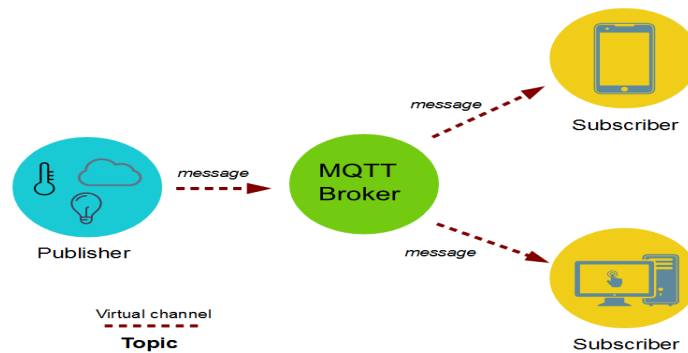 message
Subscriber
message
MQTT
Broker
Publisher
message
Subscriber
Virtual channel
Topic